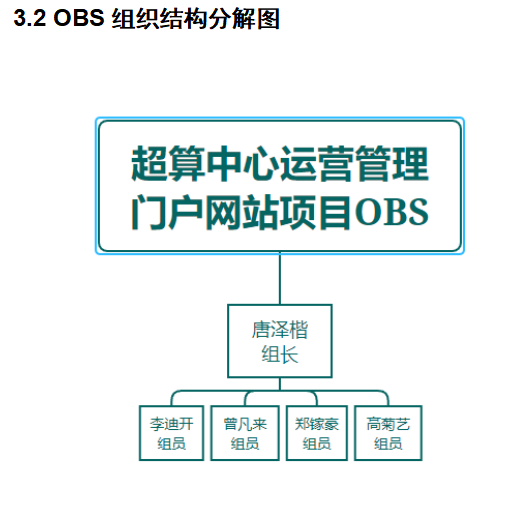 3.2 OBS 组织结构分解图
超算中心运营管理
门户网站项目OBS
唐泽楷
组长
李迪开
组员
曾凡来
组员
郑镓豪
组员
高菊艺
组员